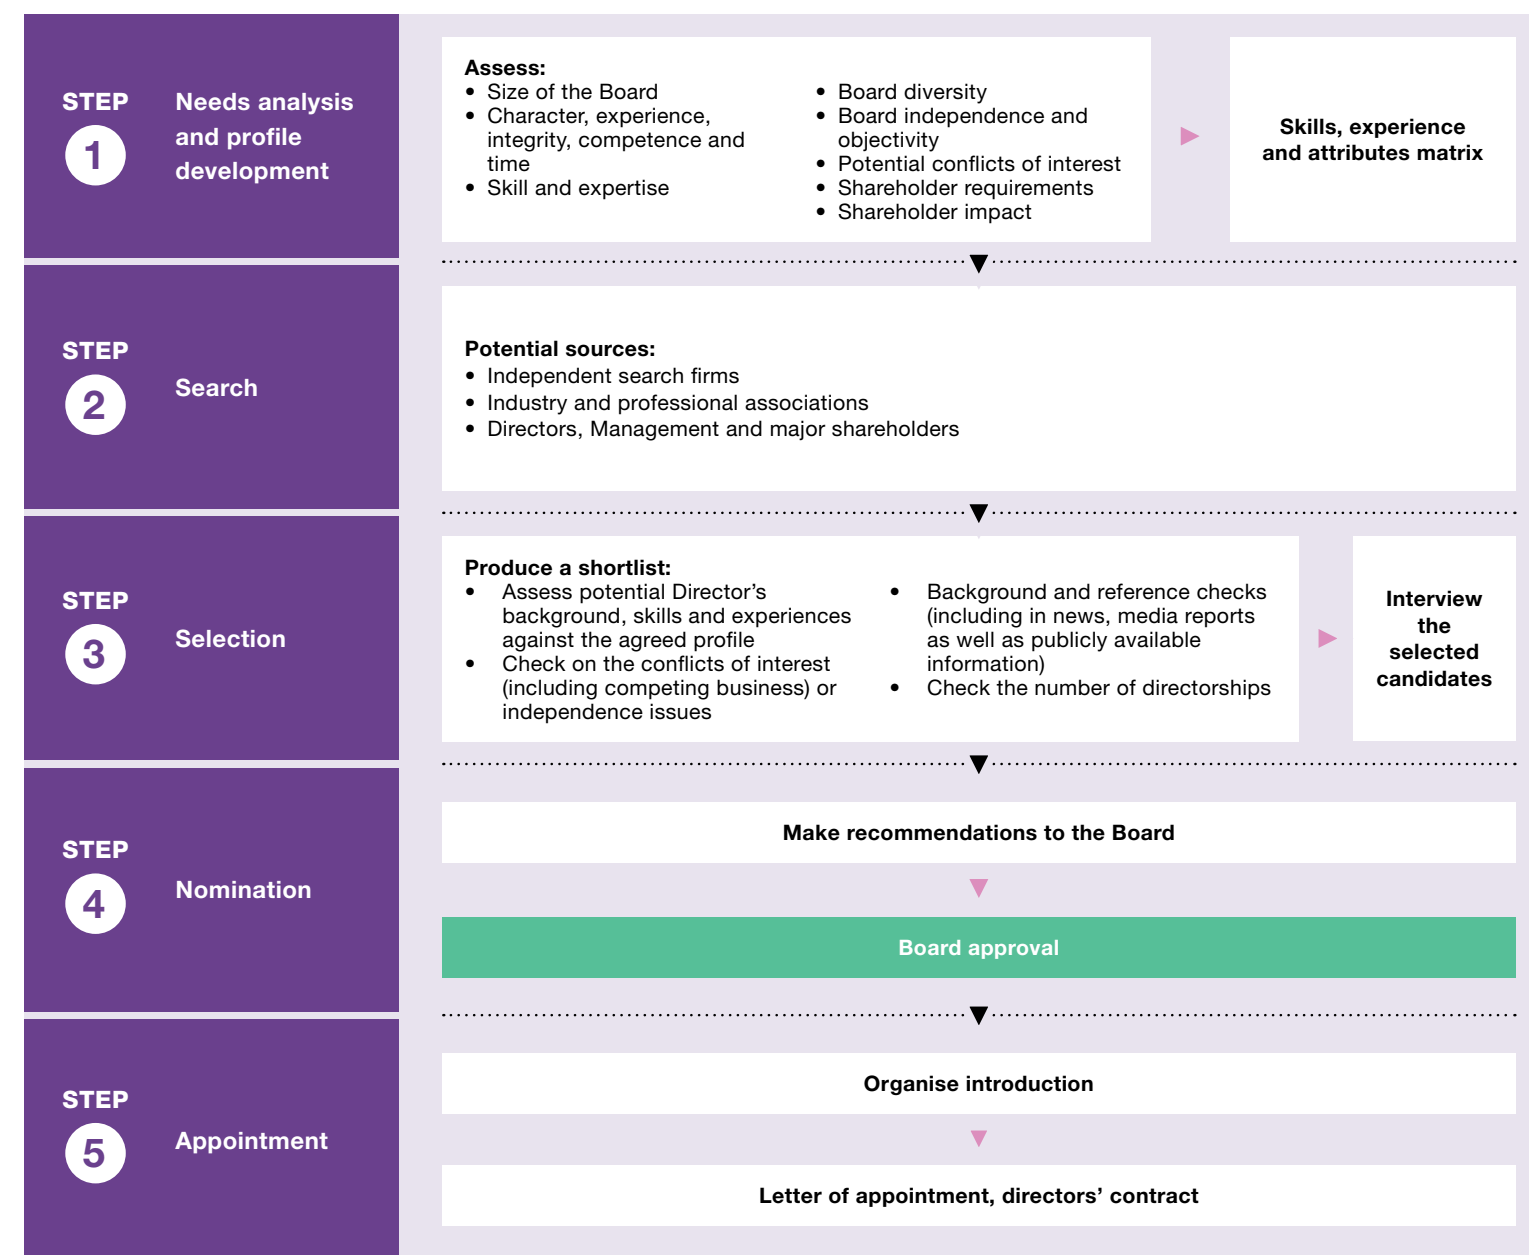 STEP
1
Needs analysis
and profile
development
Assess:
• Size of the Board
• Character, experience,
integrity, competence and
time
• Skill and expertise
• Board diversity
• Board independence and
objectivity
• Potential conflicts of interest
• Shareholder requirements
• Shareholder impact
Skills, experience
and attributes matrix
STEP
2
Search
Potential sources:
• Independent search firms
• Industry and professional associations
• Directors, Management and major shareholders
STEP
3
Selection
Produce a shortlist:
• Assess potential Director’s
background, skills and experiences
against the agreed profile
• Check on the conflicts of interest
(including competing business) or
independence issues
• Background and reference checks
(including in news, media reports
as well as publicly available
information)
• Check the number of directorships
Interview
the
selected
candidates
STEP
4
Nomination
Make recommendations to the Board
Board approval
STEP
5
Appointment
Organise introduction
Letter of appointment, directors’ contract